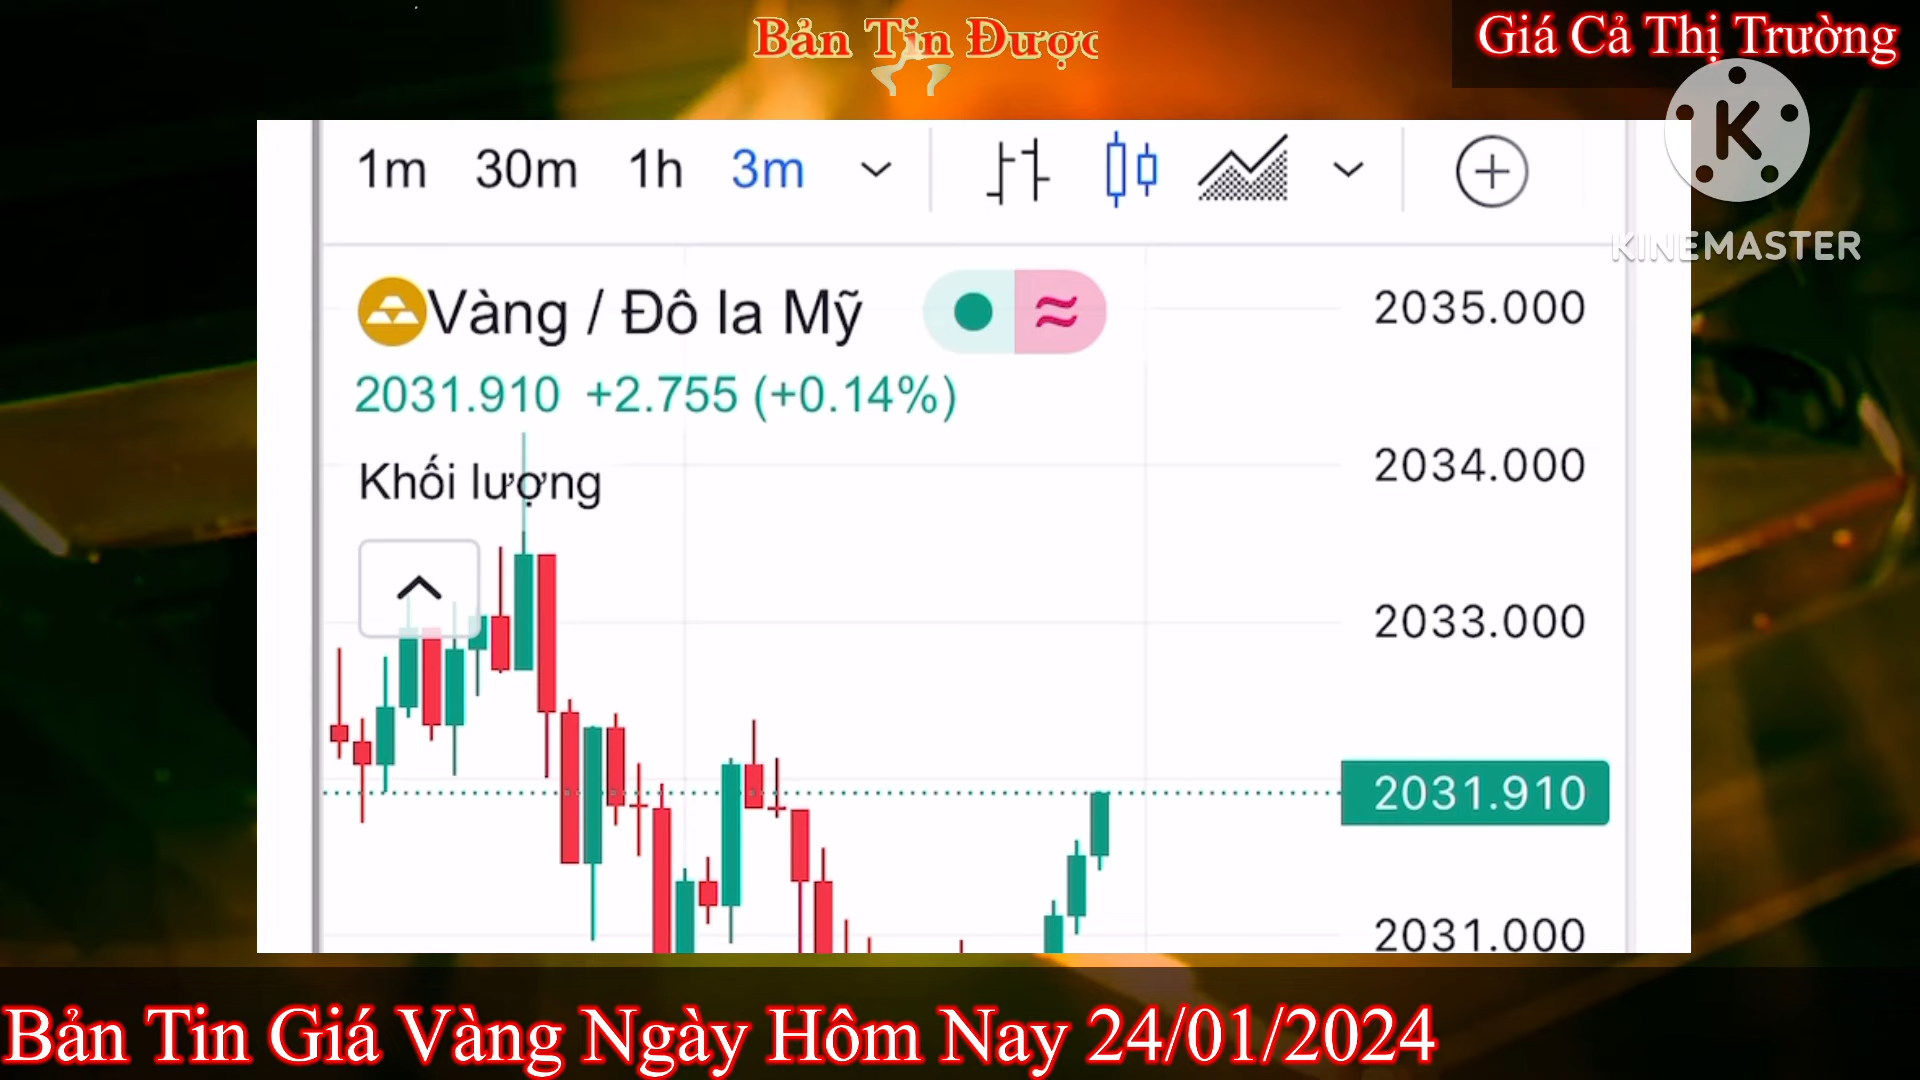 Bản Tin Được
Giá Cả Thị Trường
K
KINEMASTER
1m 30m 1h 3m
Vàng / Đô la Mỹ
2031.910 +2.755 (+0.14%)
Khối lượng
2035.000
2034.000
2033.000
2031.910
2031.000
Bản Tin Giá Vàng Ngày Hôm Nay 24/01/2024